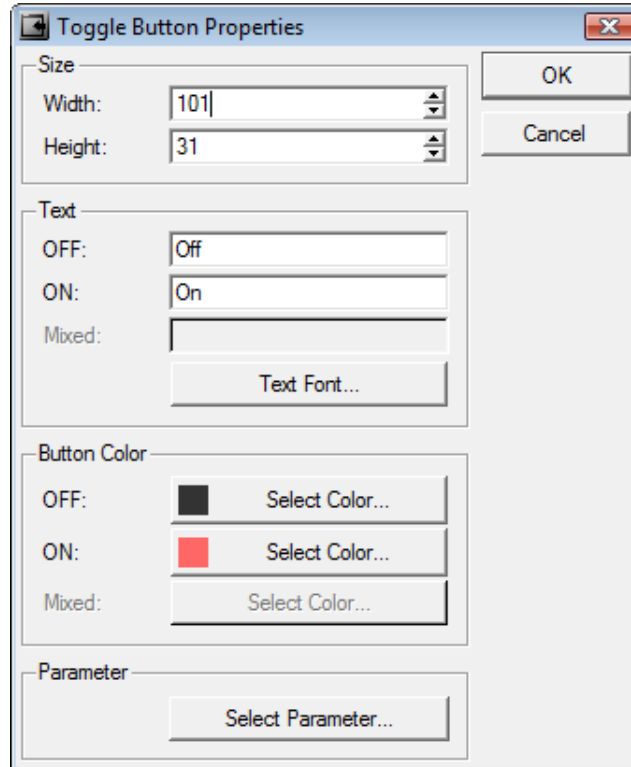 Toggle Button Properties
Size
OK
Width: 101
Cancel
Height: 31
Text
OFF: Off
ON: On
Mixed:
Text Font...
Button Color
OFF: Select Color...
ON: Select Color...
Mixed: Select Color...
Parameter
Select Parameter...